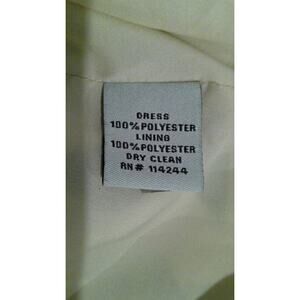 DRESS
100% POLYESTER
LINING
100% POLYESTER
DRY CLEAN
RN# 114244